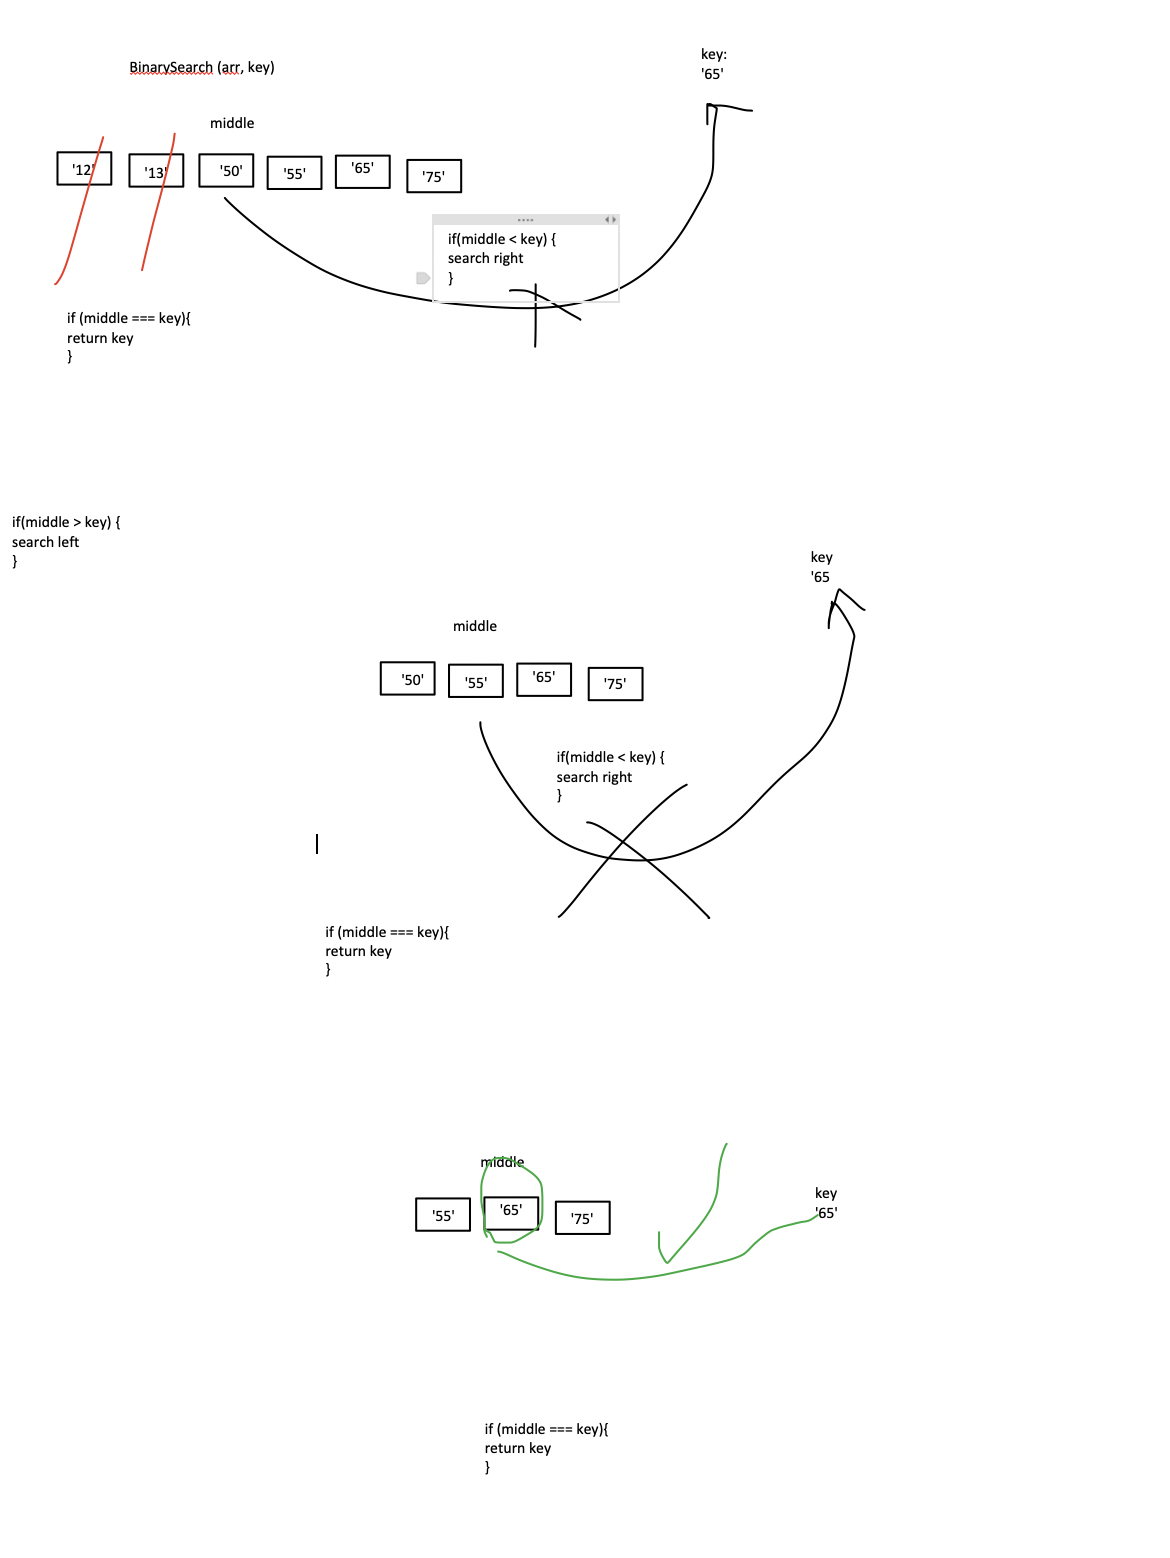 key:
'65'
BinarySearch (arr, key)
middle
'12' '13' '50' '55' '65' '75'
if(middle < key) {
search right
}
if (middle === key){
return key
}
if(middle > key) {
search left
}
key
'65
middle
'50' '55' '65' '75'
if(middle < key) {
search right
}
if (middle === key){
return key
}
middle
key
'65'
'55' '65' '75'
if (middle === key){
return key
}